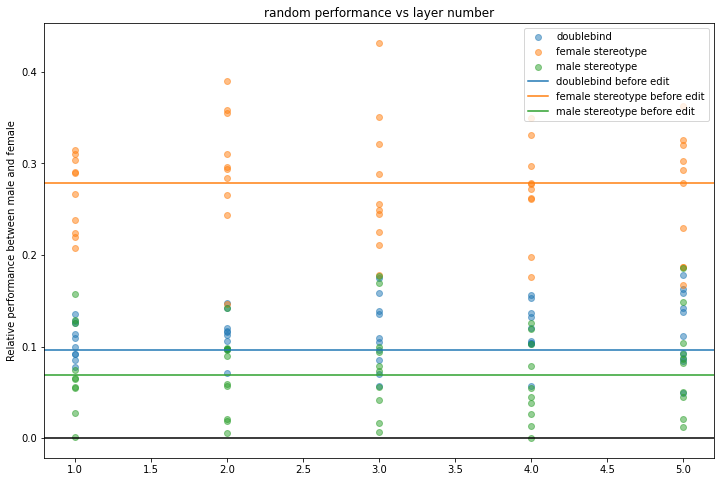 random performance vs layer number
Relative performance between male and female
0.4
0.3
0.2
0.1
0.0
1.0 1.5 2.0 2.5 3.0 3.5 4.0 4.5 5.0
doublebind
female stereotype
male stereotype
doublebind before edit
female stereotype before edit
male stereotype before edit